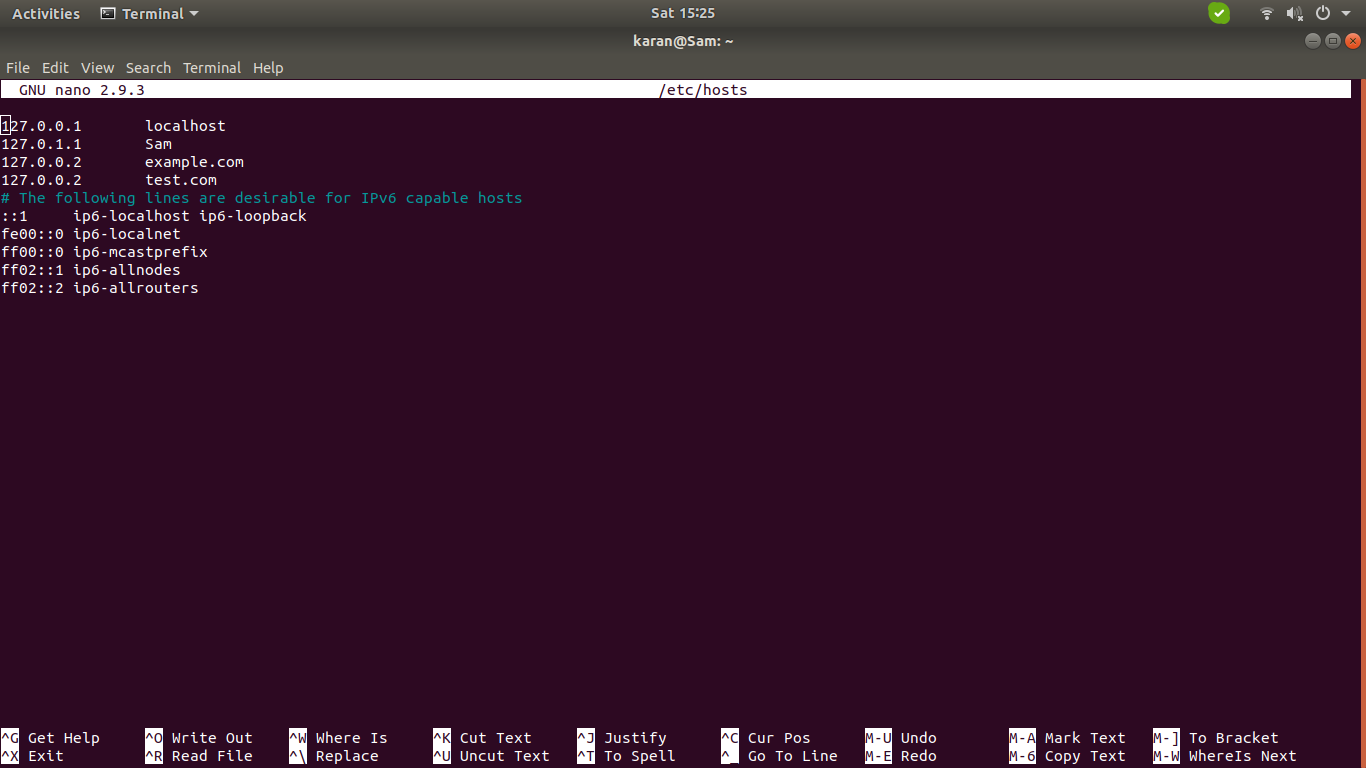 Activities Terminal Sat 15:25
karan@Sam: ~
File Edit View Search Terminal Help
GNU nano 2.9.3 /etc/hosts
127.0.0.1 localhost
127.0.1.1 Sam
127.0.0.2 example.com
127.0.0.2 test.com
# The following lines are desirable for IPv6 capable hosts
::1 ip6-localhost ip6-loopback
fe00::0 ip6-localnet
ff00::0 ip6-mcastprefix
ff02::1 ip6-allnodes
ff02::2 ip6-allrouters
^G Get Help ^O Write Out ^W Where Is ^K Cut Text ^J Justify ^C Cur Pos M-U Undo M-A Mark Text M-] To Bracket
^X Exit ^R Read File ^\ Replace ^U Uncut Text ^T To Spell ^_ Go To Line M-E Redo M-6 Copy Text M-W WhereIs Next